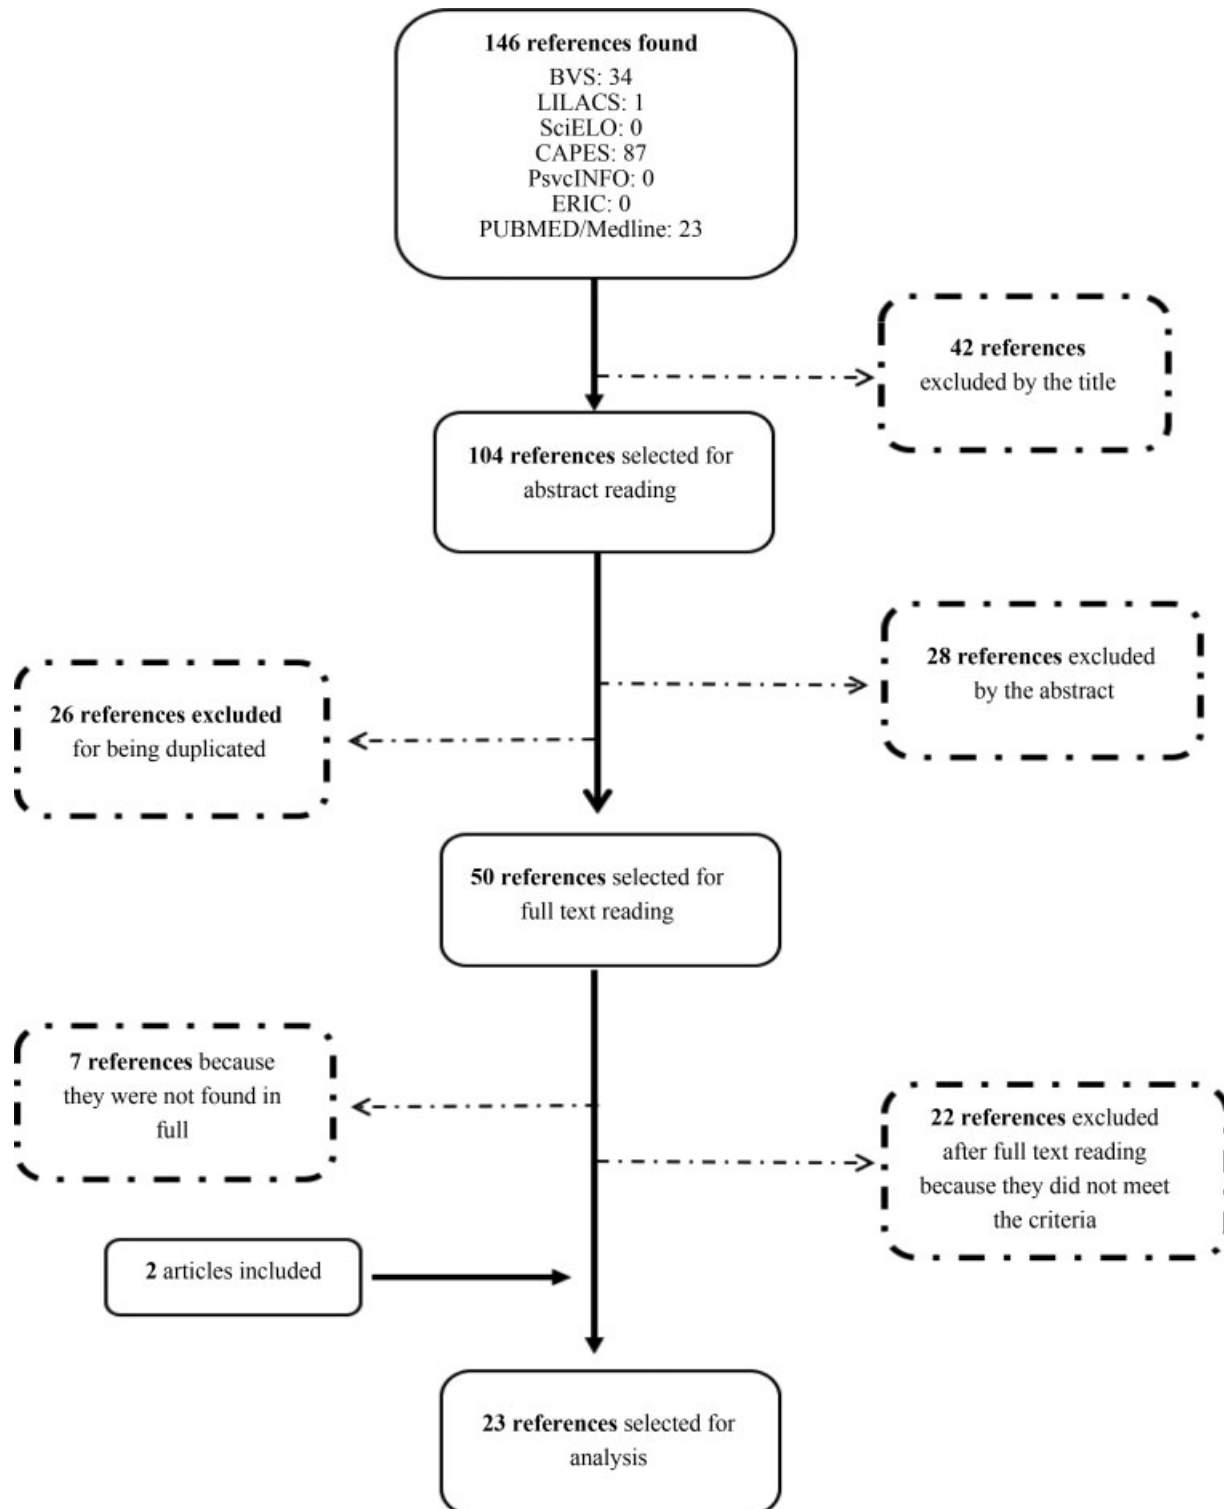 146 references found
BVS: 34
LILACS: 1
SciELO: 0
CAPES: 87
PsvcINFO: 0
ERIC: 0
PUBMED/Medline: 23
42 references
excluded by the title
104 references selected for
abstract reading
28 references excluded
by the abstract
26 references excluded
for being duplicated
50 references selected for
full text reading
7 references because
they were not found in
full
22 references excluded
after full text reading
because they did not meet
the criteria
2 articles included
23 references selected for
analysis